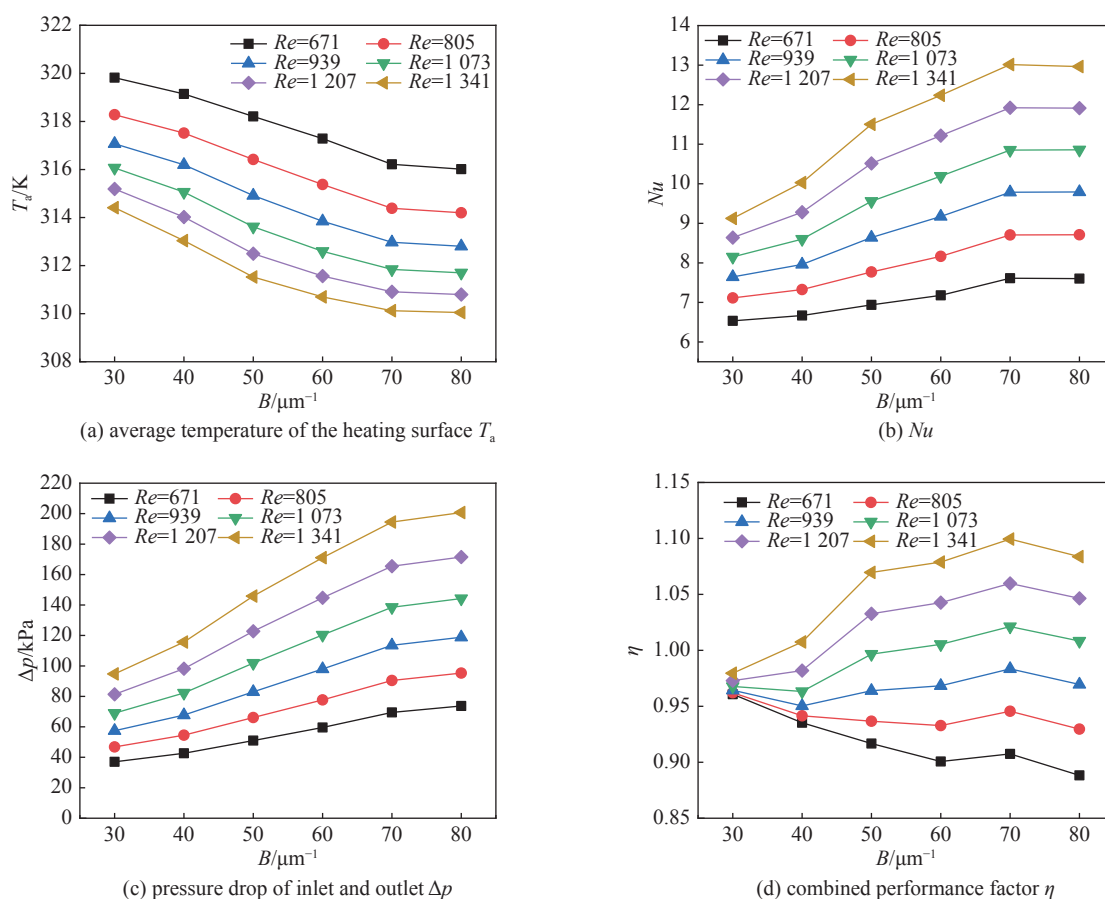 322
320
318
316
314
312
310
308
Tₐ/K
Re=671 Re=805
Re=939 Re=1 073
Re=1 207 Re=1 341
30 40 50 60 70 80
B/μm⁻¹
(a) average temperature of the heating surface Tₐ
14
13
12
11
10
9
8
7
6
Nu
Re=671 Re=805
Re=939 Re=1 073
Re=1 207 Re=1 341
30 40 50 60 70 80
B/μm⁻¹
(b) Nu
220
200
180
160
140
120
100
80
60
40
20
0
Δp/kPa
Re=671 Re=805
Re=939 Re=1 073
Re=1 207 Re=1 341
30 40 50 60 70 80
B/μm⁻¹
(c) pressure drop of inlet and outlet Δp
1.15
1.10
1.05
1.00
0.95
0.90
0.85
η
Re=671 Re=805
Re=939 Re=1 073
Re=1 207 Re=1 341
30 40 50 60 70 80
B/μm⁻¹
(d) combined performance factor η